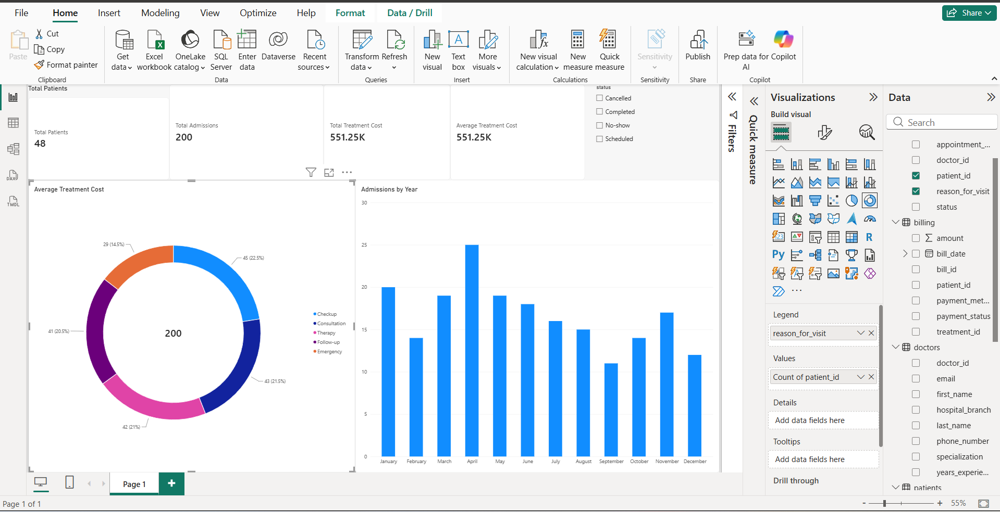 File Home Insert Modeling View Optimize Help Format Data / Drill Share
Paste
Cut
Copy
Format painter
Clipboard
Get data
Excel workbook
OneLake catalog
SQL Server
Enter data
Dataverse
Recent sources
Data
Transform data
Refresh
Queries
New visual
Text box
More visuals
Insert
New visual calculation
New measure
Quick measure
Calculations
Sensitivity
Sensitivity
Publish
Share
Prep data for AI
Copilot
Copilot
DAX
TMDL
Total Patients
Total Patients
48
Total Admissions
200
Total Treatment Cost
551.25K
Average Treatment Cost
551.25K
status
Cancelled
Completed
No-show
Scheduled
Average Treatment Cost
29 (14.5%)
45 (22.5%)
41 (20.5%)
200
43 (21.5%)
42 (21%)
Checkup
Consultation
Therapy
Follow-up
Emergency
Admissions by Year
30
25
20
15
10
5
0
January February March April May June July August September October November December
Filters
Quick measure
Visualizations
Build visual
123
R
Py
Legend
reason_for_visit
Values
Count of patient_id
Details
Add data fields here
Tooltips
Add data fields here
Drill through
Data
Search
appointment_...
doctor_id
patient_id
reason_for_visit
status
billing
amount
bill_date
bill_id
patient_id
payment_met...
payment_status
treatment_id
doctors
doctor_id
email
first_name
hospital_branch
last_name
phone_number
specialization
years_experie...
patients
Page 1
+
Page 1 of 1
- + 55%